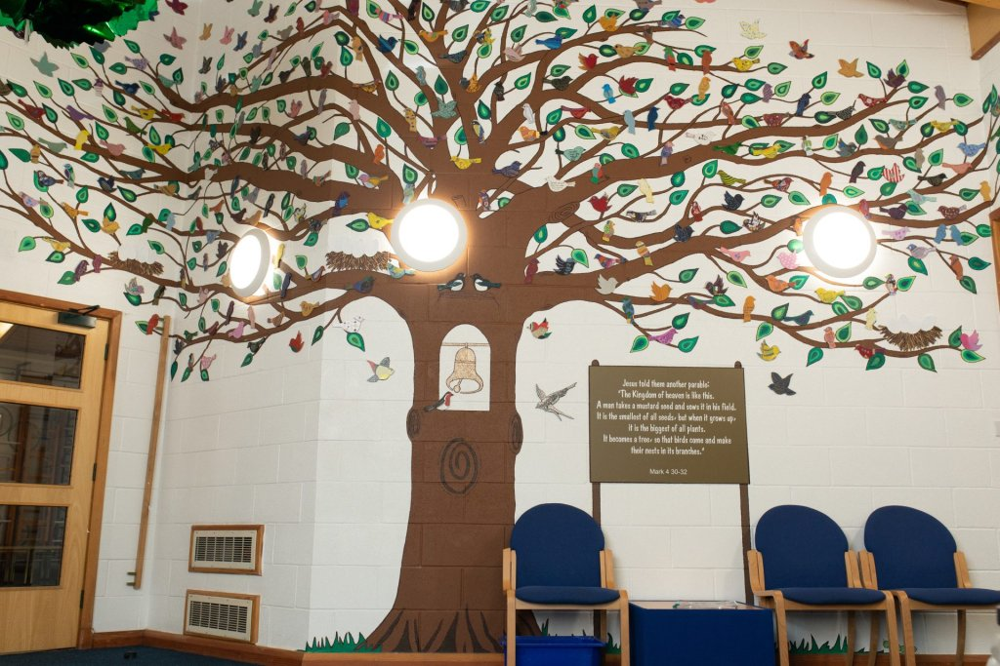 Jesus told them another parable:
"The Kingdom of heaven is like this.
A man takes a mustard seed and sows it in his field.
It is the smallest of all seeds, but when it grows up,
it is the biggest of all plants.
It becomes a tree, so that birds come and make
their nests in its branches."
Mark 4 30-32